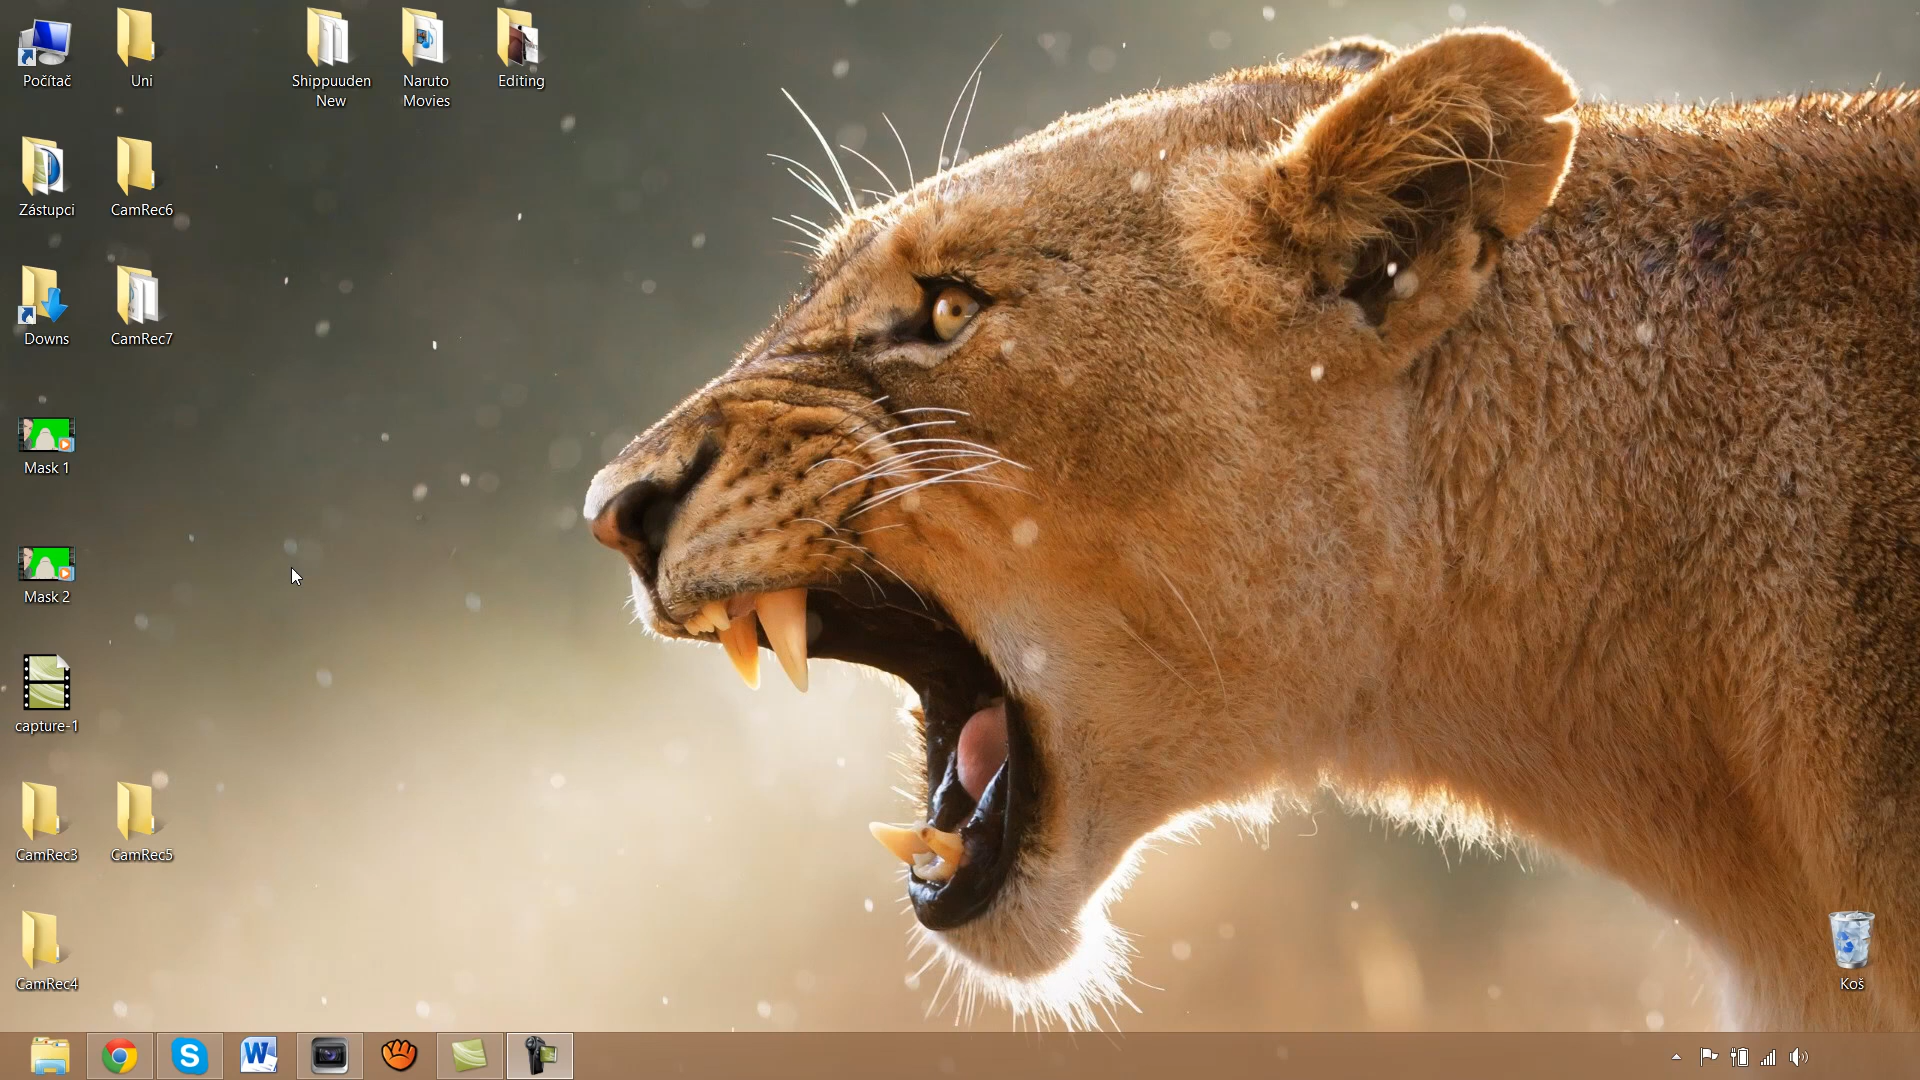 Počítač
Uni
Shippuuden
New
Naruto
Movies
Editing
Zástupci
CamRec6
Downs
CamRec7
Mask 1
Mask 2
capture-1
CamRec3
CamRec5
CamRec4
Koš